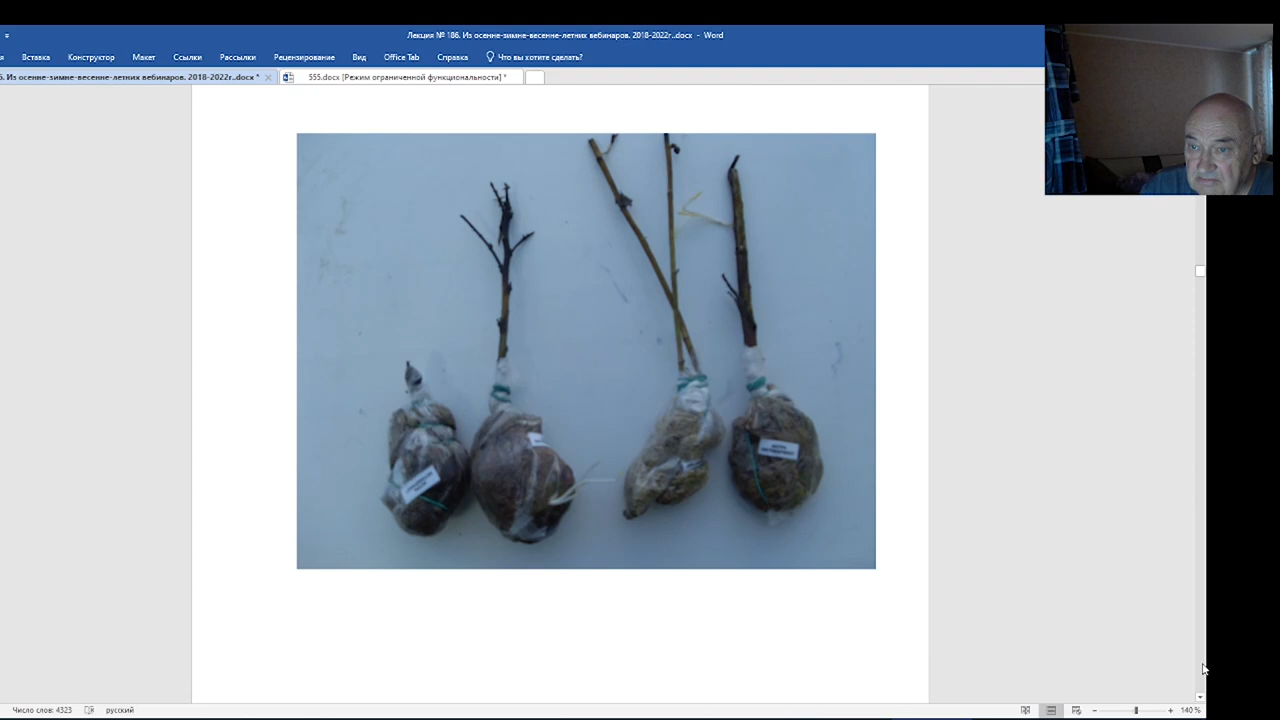 Лекция № 186. Из осенне-зимне-весенне-летних вебинаров. 2018-2022г..docx - Word
я Вставка Конструктор Макет Ссылки Рассылки Рецензирование Вид Office Tab Справка Что вы хотите сделать?
6. Из осенне-зимне-весенне-летних вебинаров. 2018-2022г..docx * 555.docx [Режим ограниченной функциональности] *
Число слов: 4323 русский 140 %